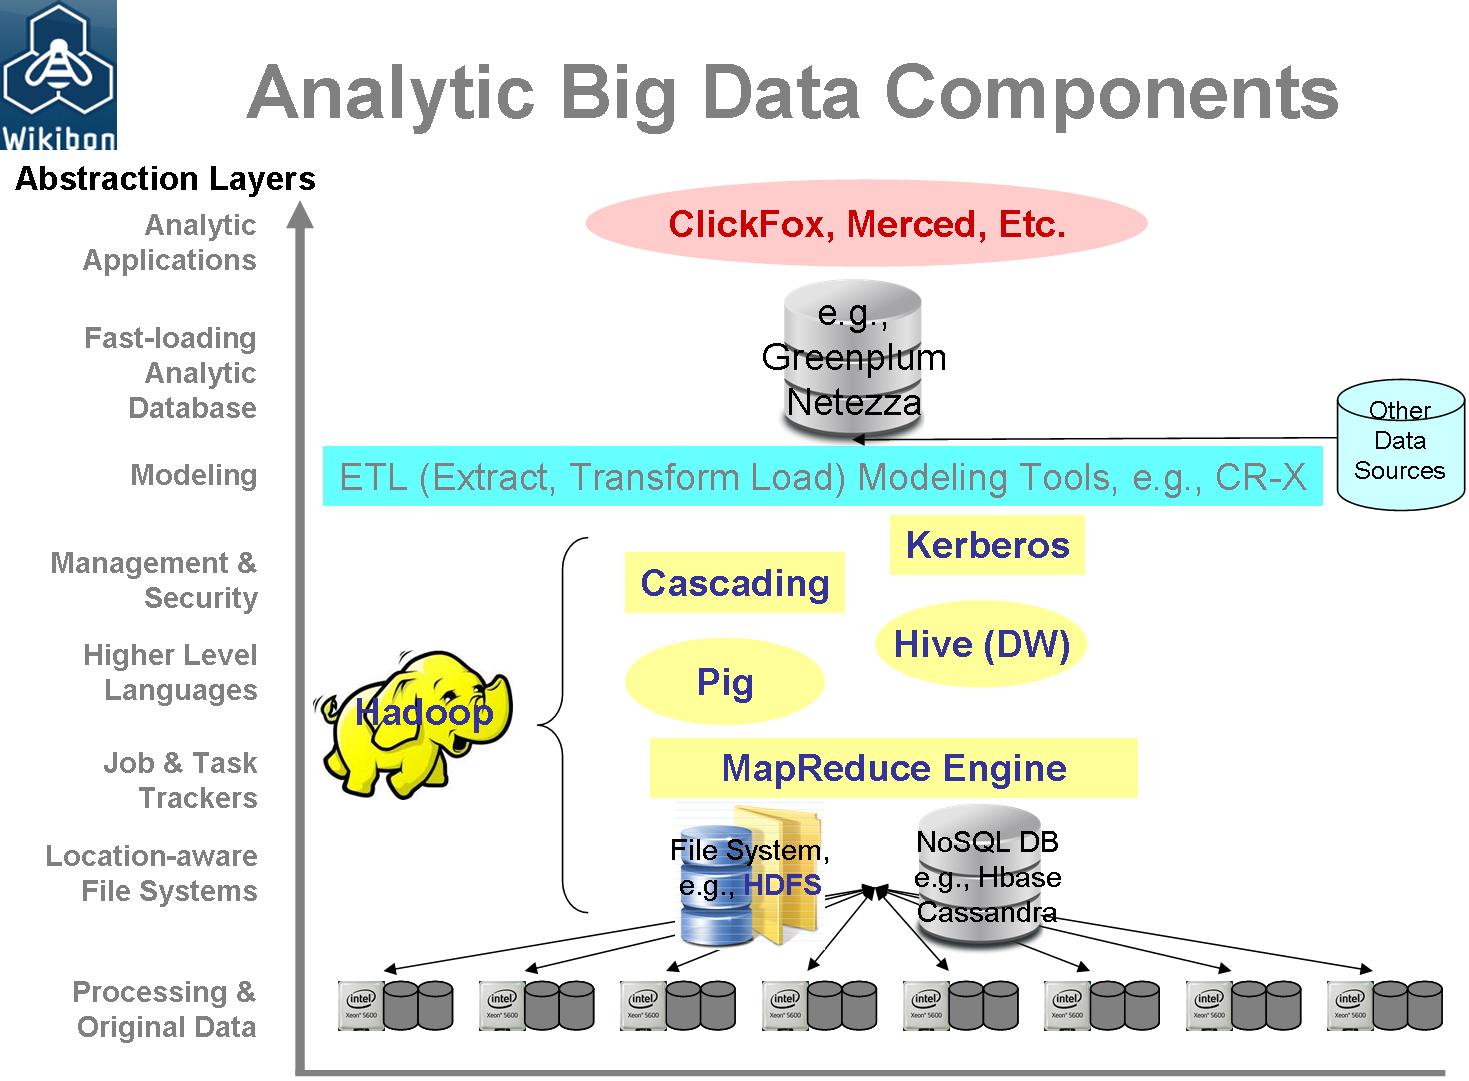 Wikibon
Analytic Big Data Components
Abstraction Layers
Analytic
Applications
ClickFox, Merced, Etc.
Fast-loading
Analytic
Database
e.g.,
Greenplum
Netezza
Other
Data
Sources
Modeling
ETL (Extract, Transform Load) Modeling Tools, e.g., CR-X
Management &
Security
Kerberos
Cascading
Higher Level
Languages
Hive (DW)
Pig
Hadoop
Job & Task
Trackers
MapReduce Engine
Location-aware
File Systems
File System,
e.g., HDFS
NoSQL DB
e.g., Hbase
Cassandra
Processing &
Original Data
intel
Xeon® 5600
intel
Xeon® 5600
intel
Xeon® 5600
intel
Xeon® 5600
intel
Xeon® 5600
intel
Xeon® 5600
intel
Xeon® 5600
intel
Xeon® 5600